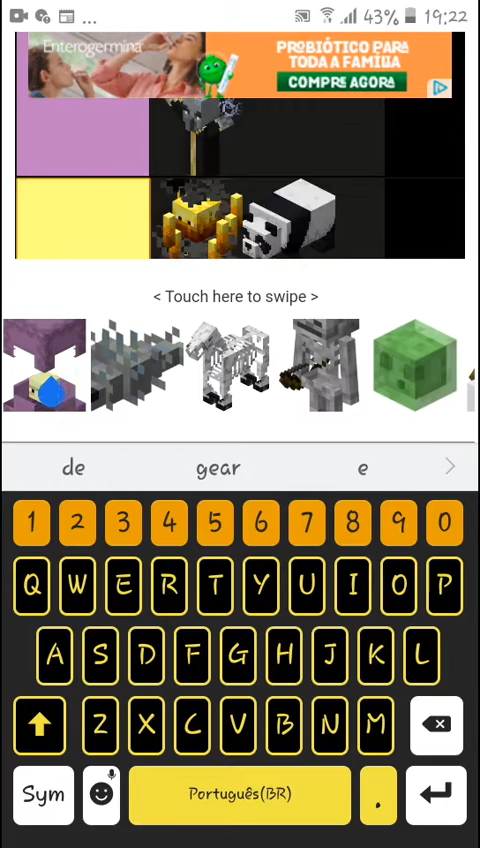 ... 43% 19:22
Enterogermina
PROBIÓTICO PARA
TODA A FAMÍLIA
COMPRE AGORA
< Touch here to swipe >
de gear e
1 2 3 4 5 6 7 8 9 0
Q W E R T Y U I O P
A S D F G H J K L
Z X C V B N M
Sym Português(BR) .